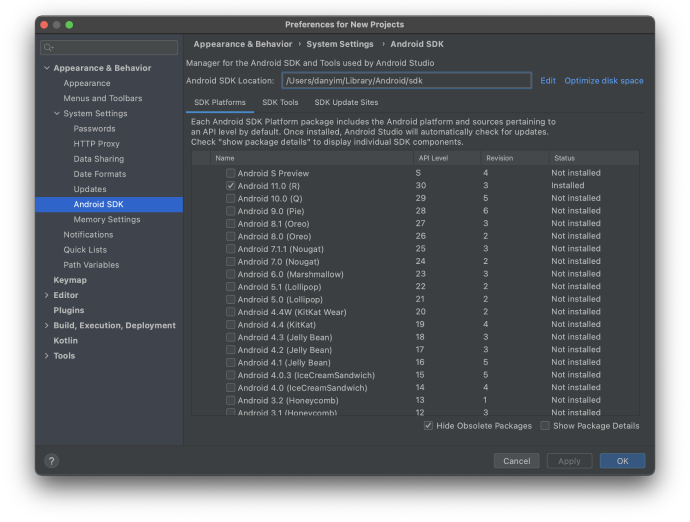 Preferences for New Projects
Appearance & Behavior
Appearance
Menus and Toolbars
System Settings
Passwords
HTTP Proxy
Data Sharing
Date Formats
Updates
Android SDK
Memory Settings
Notifications
Quick Lists
Path Variables
Keymap
Editor
Plugins
Build, Execution, Deployment
Kotlin
Tools
Appearance & Behavior › System Settings › Android SDK
Manager for the Android SDK and Tools used by Android Studio
Android SDK Location: /Users/danyim/Library/Android/sdk Edit Optimize disk space
SDK Platforms SDK Tools SDK Update Sites
Each Android SDK Platform package includes the Android platform and sources pertaining to
an API level by default. Once installed, Android Studio will automatically check for updates.
Check "show package details" to display individual SDK components.
Name API Level Revision Status
Android S Preview S 4 Not installed
Android 11.0 (R) 30 3 Installed
Android 10.0 (Q) 29 5 Not installed
Android 9.0 (Pie) 28 6 Not installed
Android 8.1 (Oreo) 27 3 Not installed
Android 8.0 (Oreo) 26 2 Not installed
Android 7.1.1 (Nougat) 25 3 Not installed
Android 7.0 (Nougat) 24 2 Not installed
Android 6.0 (Marshmallow) 23 3 Not installed
Android 5.1 (Lollipop) 22 2 Not installed
Android 5.0 (Lollipop) 21 2 Not installed
Android 4.4W (KitKat Wear) 20 2 Not installed
Android 4.4 (KitKat) 19 4 Not installed
Android 4.3 (Jelly Bean) 18 3 Not installed
Android 4.2 (Jelly Bean) 17 3 Not installed
Android 4.1 (Jelly Bean) 16 5 Not installed
Android 4.0.3 (IceCreamSandwich) 15 5 Not installed
Android 4.0 (IceCreamSandwich) 14 4 Not installed
Android 3.2 (Honeycomb) 13 1 Not installed
Android 3.1 (Honeycomb) 12 3 Not installed
Hide Obsolete Packages Show Package Details
? Cancel Apply OK